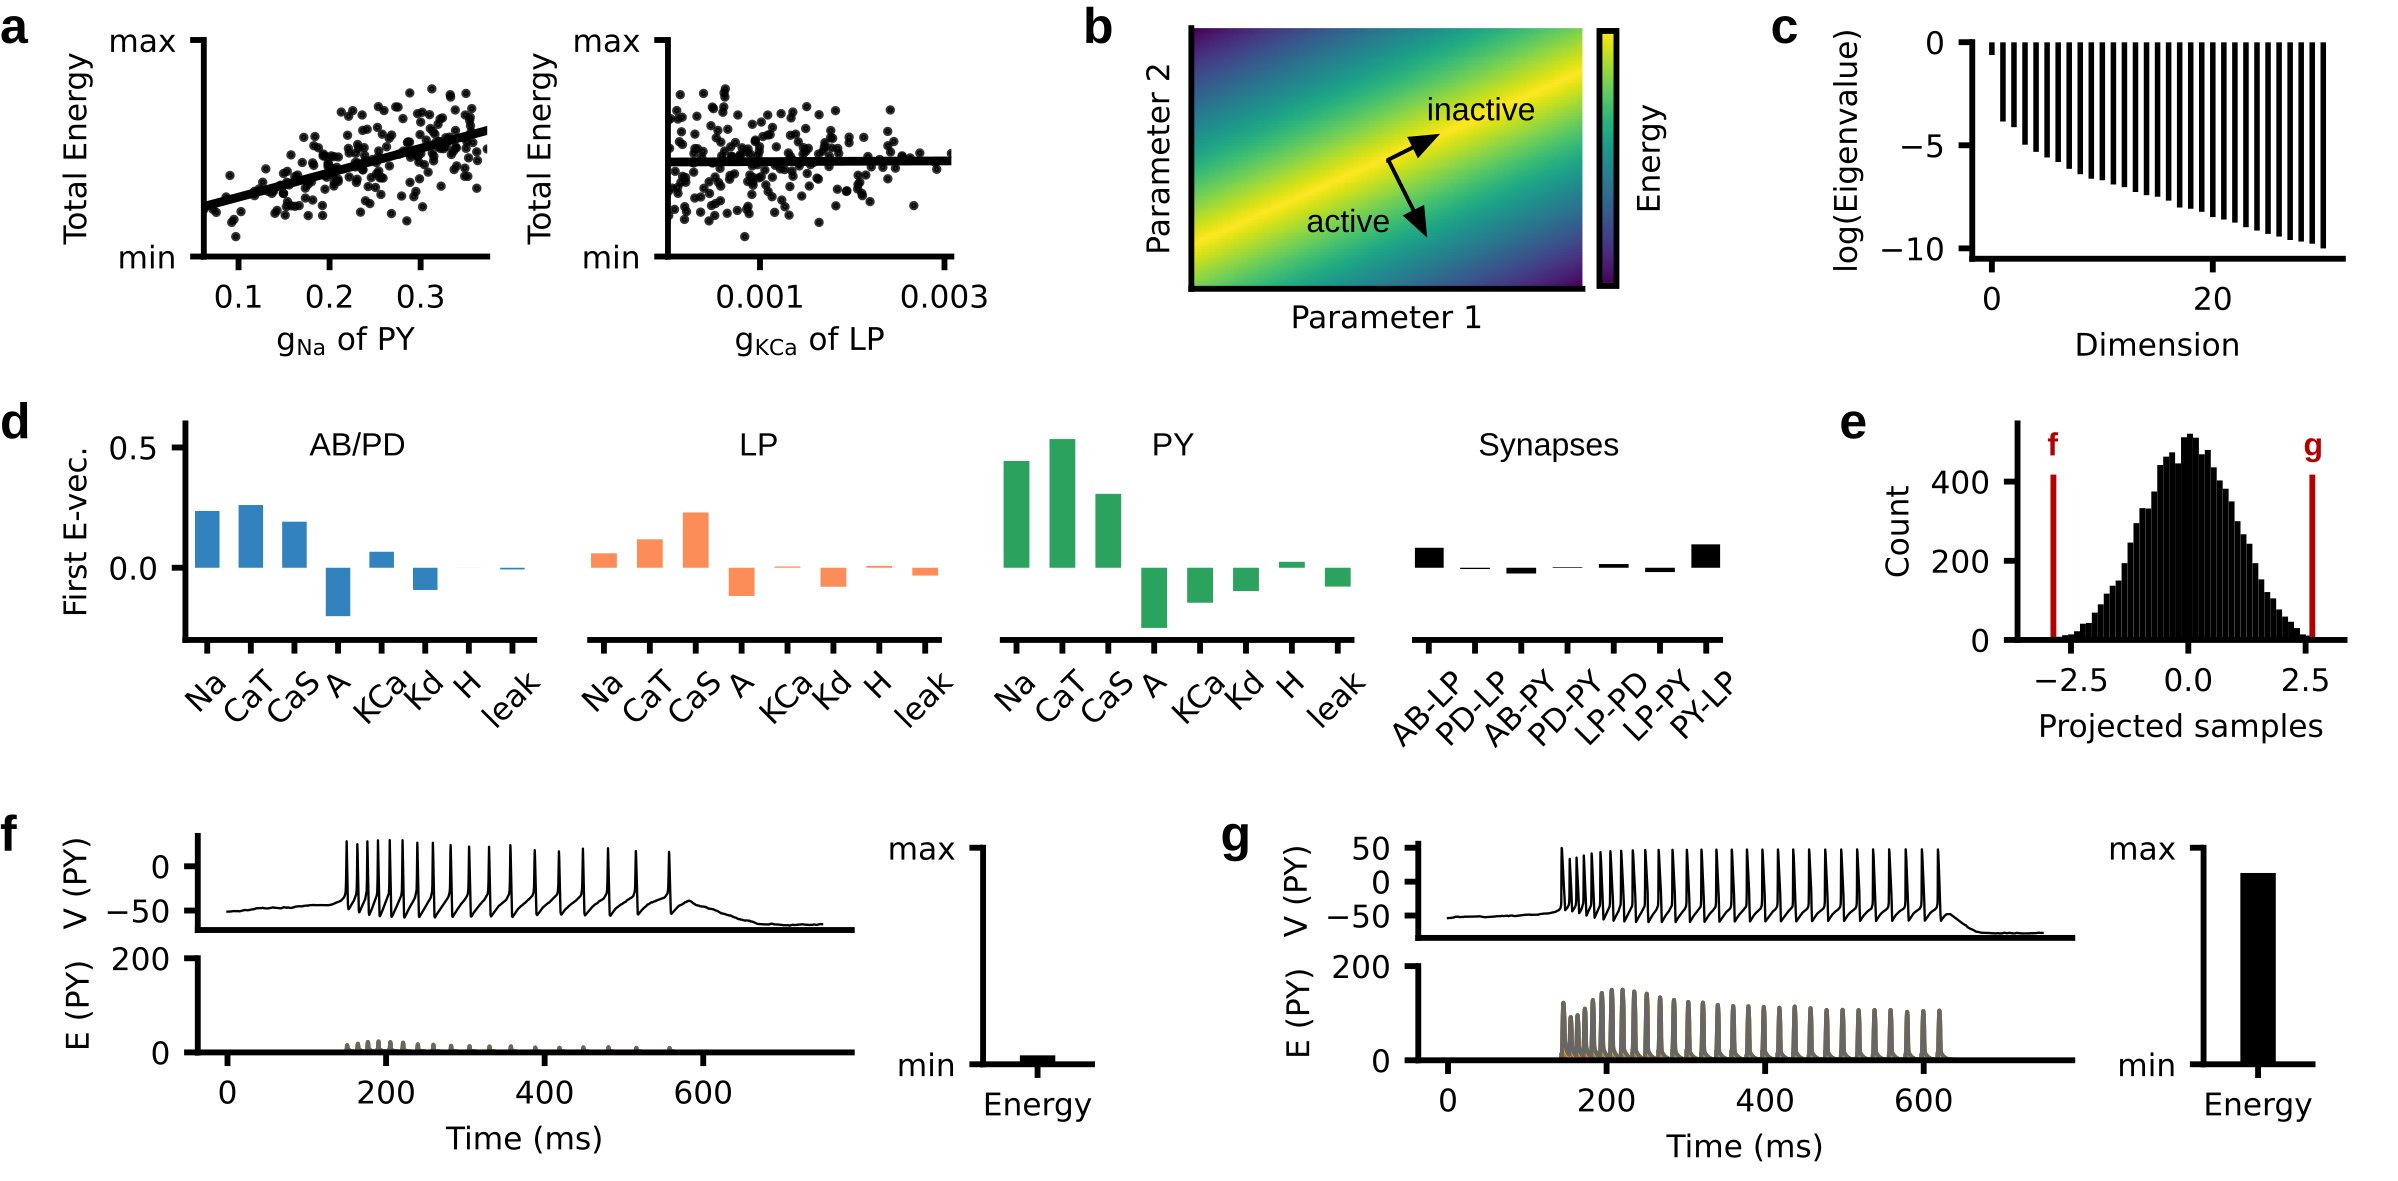 a
max
Total Energy
min
0.1 0.2 0.3
gNa of PY
max
Total Energy
min
0.001 0.003
gKCa of LP
b
Parameter 2
inactive
active
Parameter 1
Energy
c
log(Eigenvalue)
0
−5
−10
0 20
Dimension
d
First E-vec.
0.5
0.0
AB/PD
Na CaT CaS A KCa Kd H leak
LP
Na CaT CaS A KCa Kd H leak
PY
Na CaT CaS A KCa Kd H leak
Synapses
AB-LP PD-LP AB-PY PD-PY LP-PD LP-PY PY-LP
e
Count
400
200
0
f g
−2.5 0.0 2.5
Projected samples
f
V (PY)
0
−50
E (PY)
200
0
0 200 400 600
Time (ms)
max
min
Energy
g
V (PY)
50
0
−50
E (PY)
200
0
0 200 400 600
Time (ms)
max
min
Energy